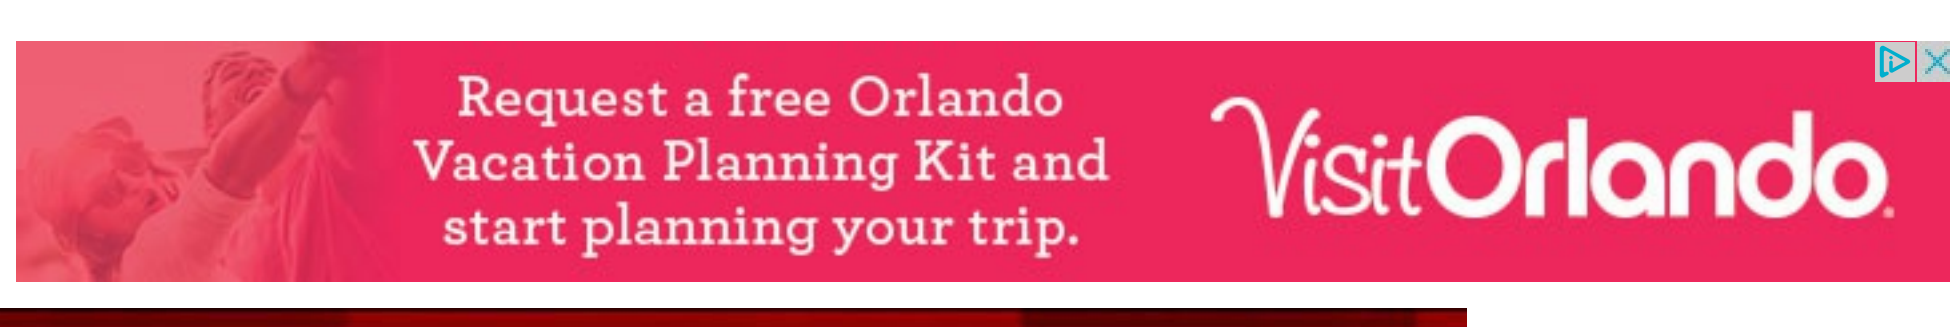 Request a free Orlando
Vacation Planning Kit and
start planning your trip.
VisitOrlando.